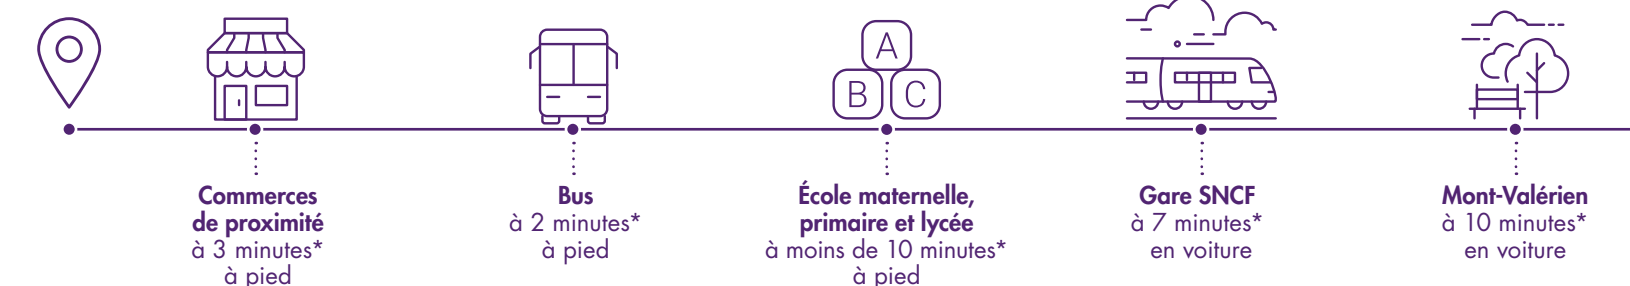 A
B C
Commerces
de proximité
à 3 minutes*
à pied
Bus
à 2 minutes*
à pied
École maternelle,
primaire et lycée
à moins de 10 minutes*
à pied
Gare SNCF
à 7 minutes*
en voiture
Mont-Valérien
à 10 minutes*
en voiture